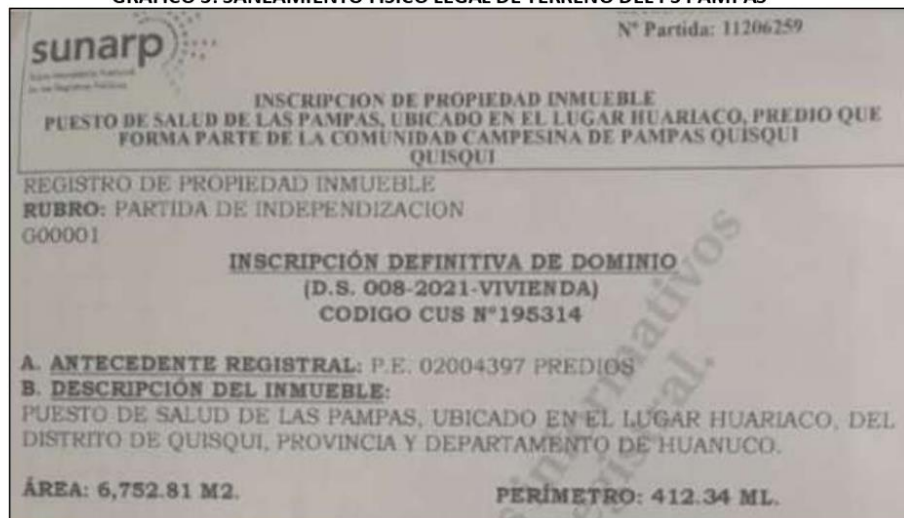 GRAFICO 5: SANEAMIENTO FISICO LEGAL DE TERRENO DEL PS PAMPAS
sunarp
N° Partida: 11206259
INSCRIPCION DE PROPIEDAD INMUEBLE
PUESTO DE SALUD DE LAS PAMPAS, UBICADO EN EL LUGAR HUARIACO, PREDIO QUE
FORMA PARTE DE LA COMUNIDAD CAMPESINA DE PAMPAS QUISQUI
QUISQUI
REGISTRO DE PROPIEDAD INMUEBLE
RUBRO: PARTIDA DE INDEPENDIZACION
G00001
INSCRIPCIÓN DEFINITIVA DE DOMINIO
(D.S. 008-2021-VIVIENDA)
CODIGO CUS N°195314
A. ANTECEDENTE REGISTRAL: P.E. 02004397 PREDIOS
B. DESCRIPCIÓN DEL INMUEBLE:
PUESTO DE SALUD DE LAS PAMPAS, UBICADO EN EL LUGAR HUARIACO, DEL
DISTRITO DE QUISQUI, PROVINCIA Y DEPARTAMENTO DE HUANUCO.
ÁREA: 6,752.81 M2.
PERÍMETRO: 412.34 ML.